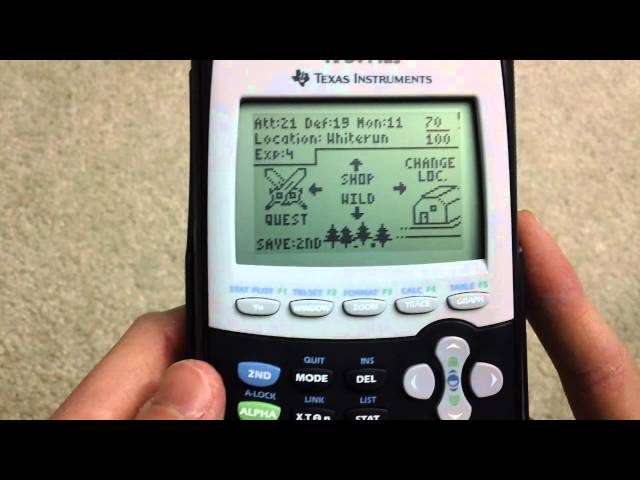 TEXAS INSTRUMENTS
Att:21 Def:19 Mon:11 70
Location: Whiterun 100
Exp:4
CHANGE
LOC.
SHOP
WILD
QUEST
SAVE:2ND
STAT PLOT F1 TBLSET F2 FORMAT F3 CALC F4 TABLE F5
Y= WINDOW ZOOM TRACE GRAPH
QUIT INS
2ND MODE DEL
A-LOCK LINK LIST
ALPHA X,T,Θ,n STAT